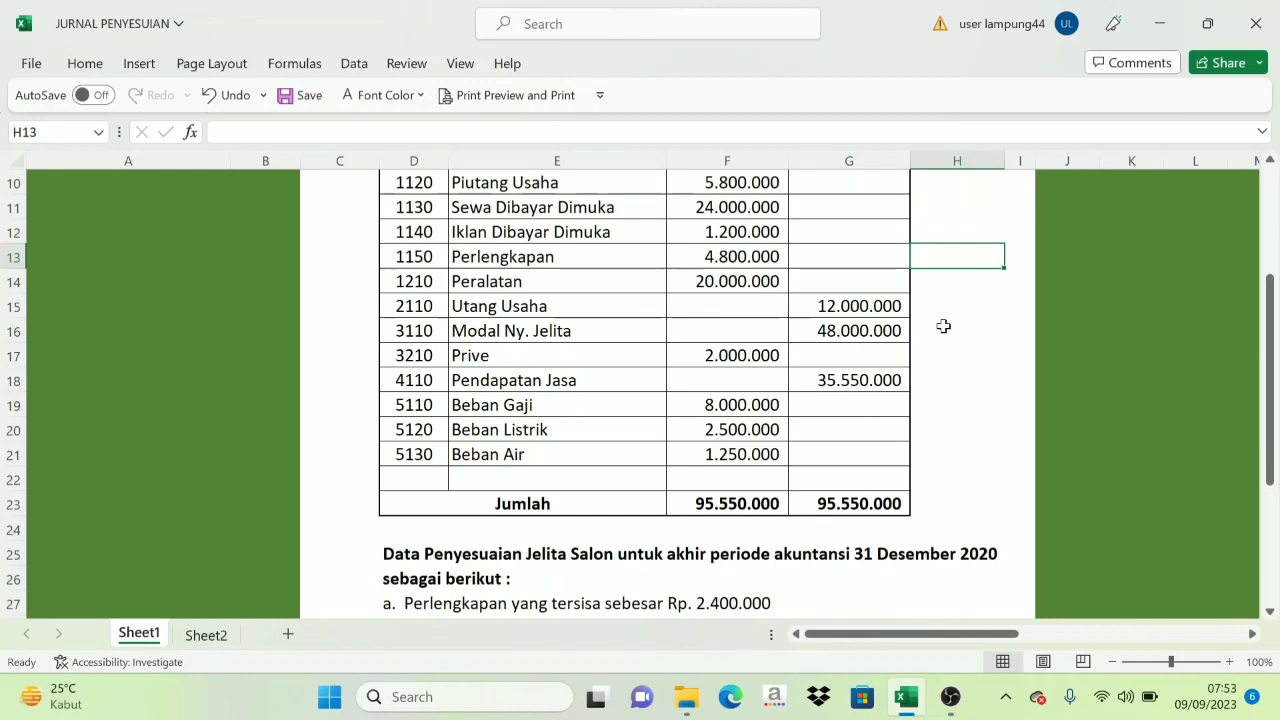 JURNAL PENYESUIAN
Search
user lampung44
UL
File Home Insert Page Layout Formulas Data Review View Help
Comments
Share
AutoSave Off Redo Undo Save A Font Color Print Preview and Print
H13
fx
A B C D E F G H I J K L M
10 1120 Piutang Usaha 5.800.000
11 1130 Sewa Dibayar Dimuka 24.000.000
12 1140 Iklan Dibayar Dimuka 1.200.000
13 1150 Perlengkapan 4.800.000
14 1210 Peralatan 20.000.000
15 2110 Utang Usaha 12.000.000
16 3110 Modal Ny. Jelita 48.000.000
17 3210 Prive 2.000.000
18 4110 Pendapatan Jasa 35.550.000
19 5110 Beban Gaji 8.000.000
20 5120 Beban Listrik 2.500.000
21 5130 Beban Air 1.250.000
22
23 Jumlah 95.550.000 95.550.000
24
25 Data Penyesuaian Jelita Salon untuk akhir periode akuntansi 31 Desember 2020
26 sebagai berikut :
27 a. Perlengkapan yang tersisa sebesar Rp. 2.400.000
Sheet1 Sheet2
Ready Accessibility: Investigate 100%
25°C
Kabut
Search
a
07:53
09/09/2023
6